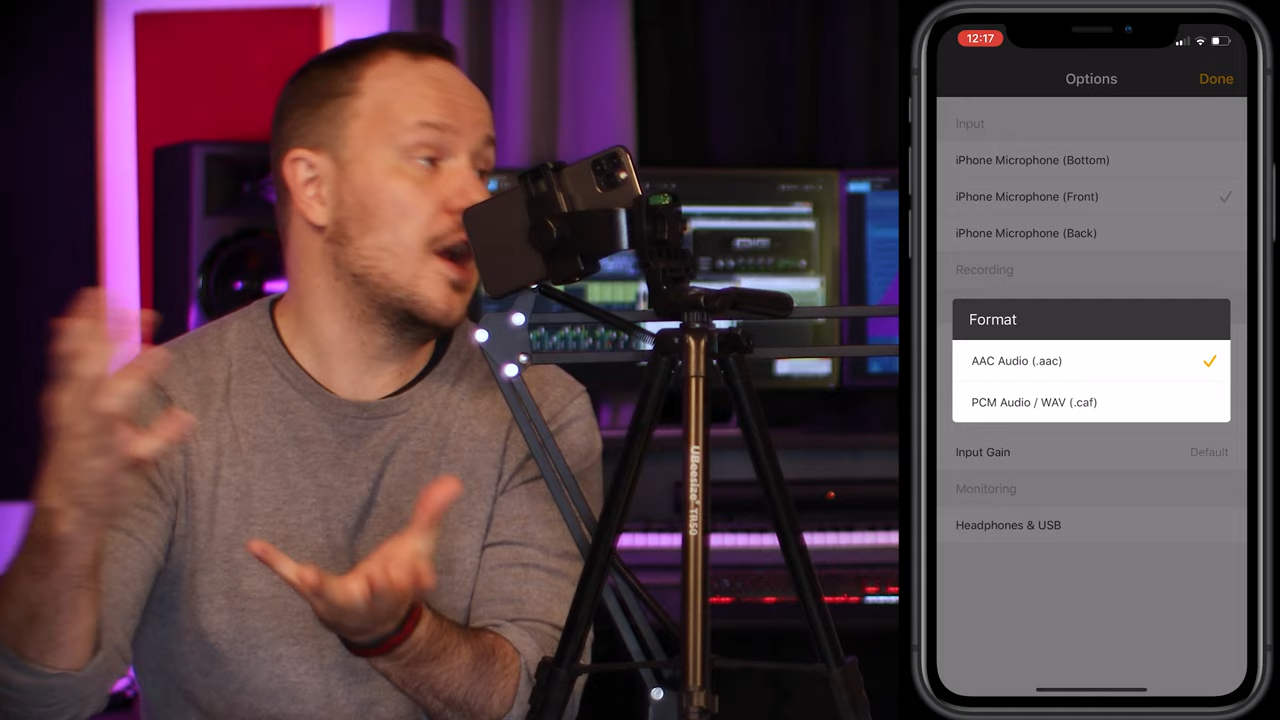 UBeesize TR50
12:17
Options
Done
Input
iPhone Microphone (Bottom)
iPhone Microphone (Front)
iPhone Microphone (Back)
Recording
Format
AAC Audio (.aac)
PCM Audio / WAV (.caf)
Input Gain
Default
Monitoring
Headphones & USB